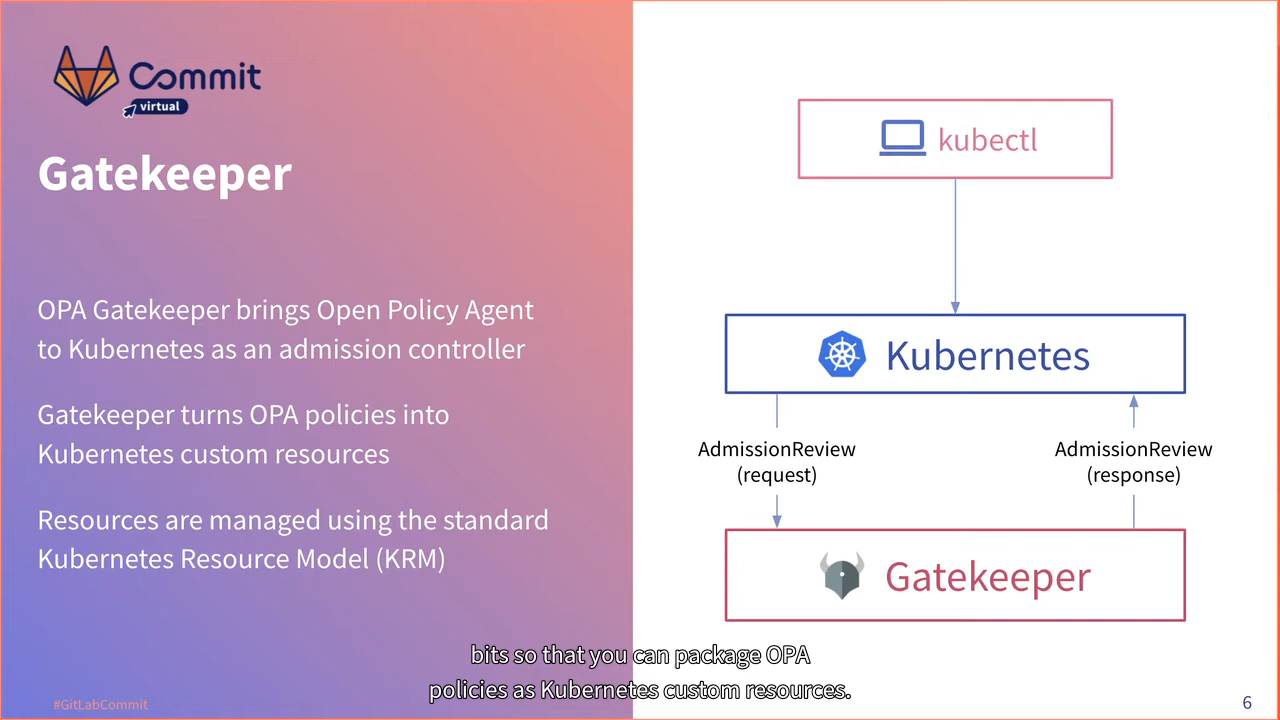 Commit
virtual
Gatekeeper
OPA Gatekeeper brings Open Policy Agent
to Kubernetes as an admission controller
Gatekeeper turns OPA policies into
Kubernetes custom resources
Resources are managed using the standard
Kubernetes Resource Model (KRM)
#GitLabCommit
kubectl
Kubernetes
AdmissionReview
(request)
AdmissionReview
(response)
Gatekeeper
bits so that you can package OPA
policies as Kubernetes custom resources.
6